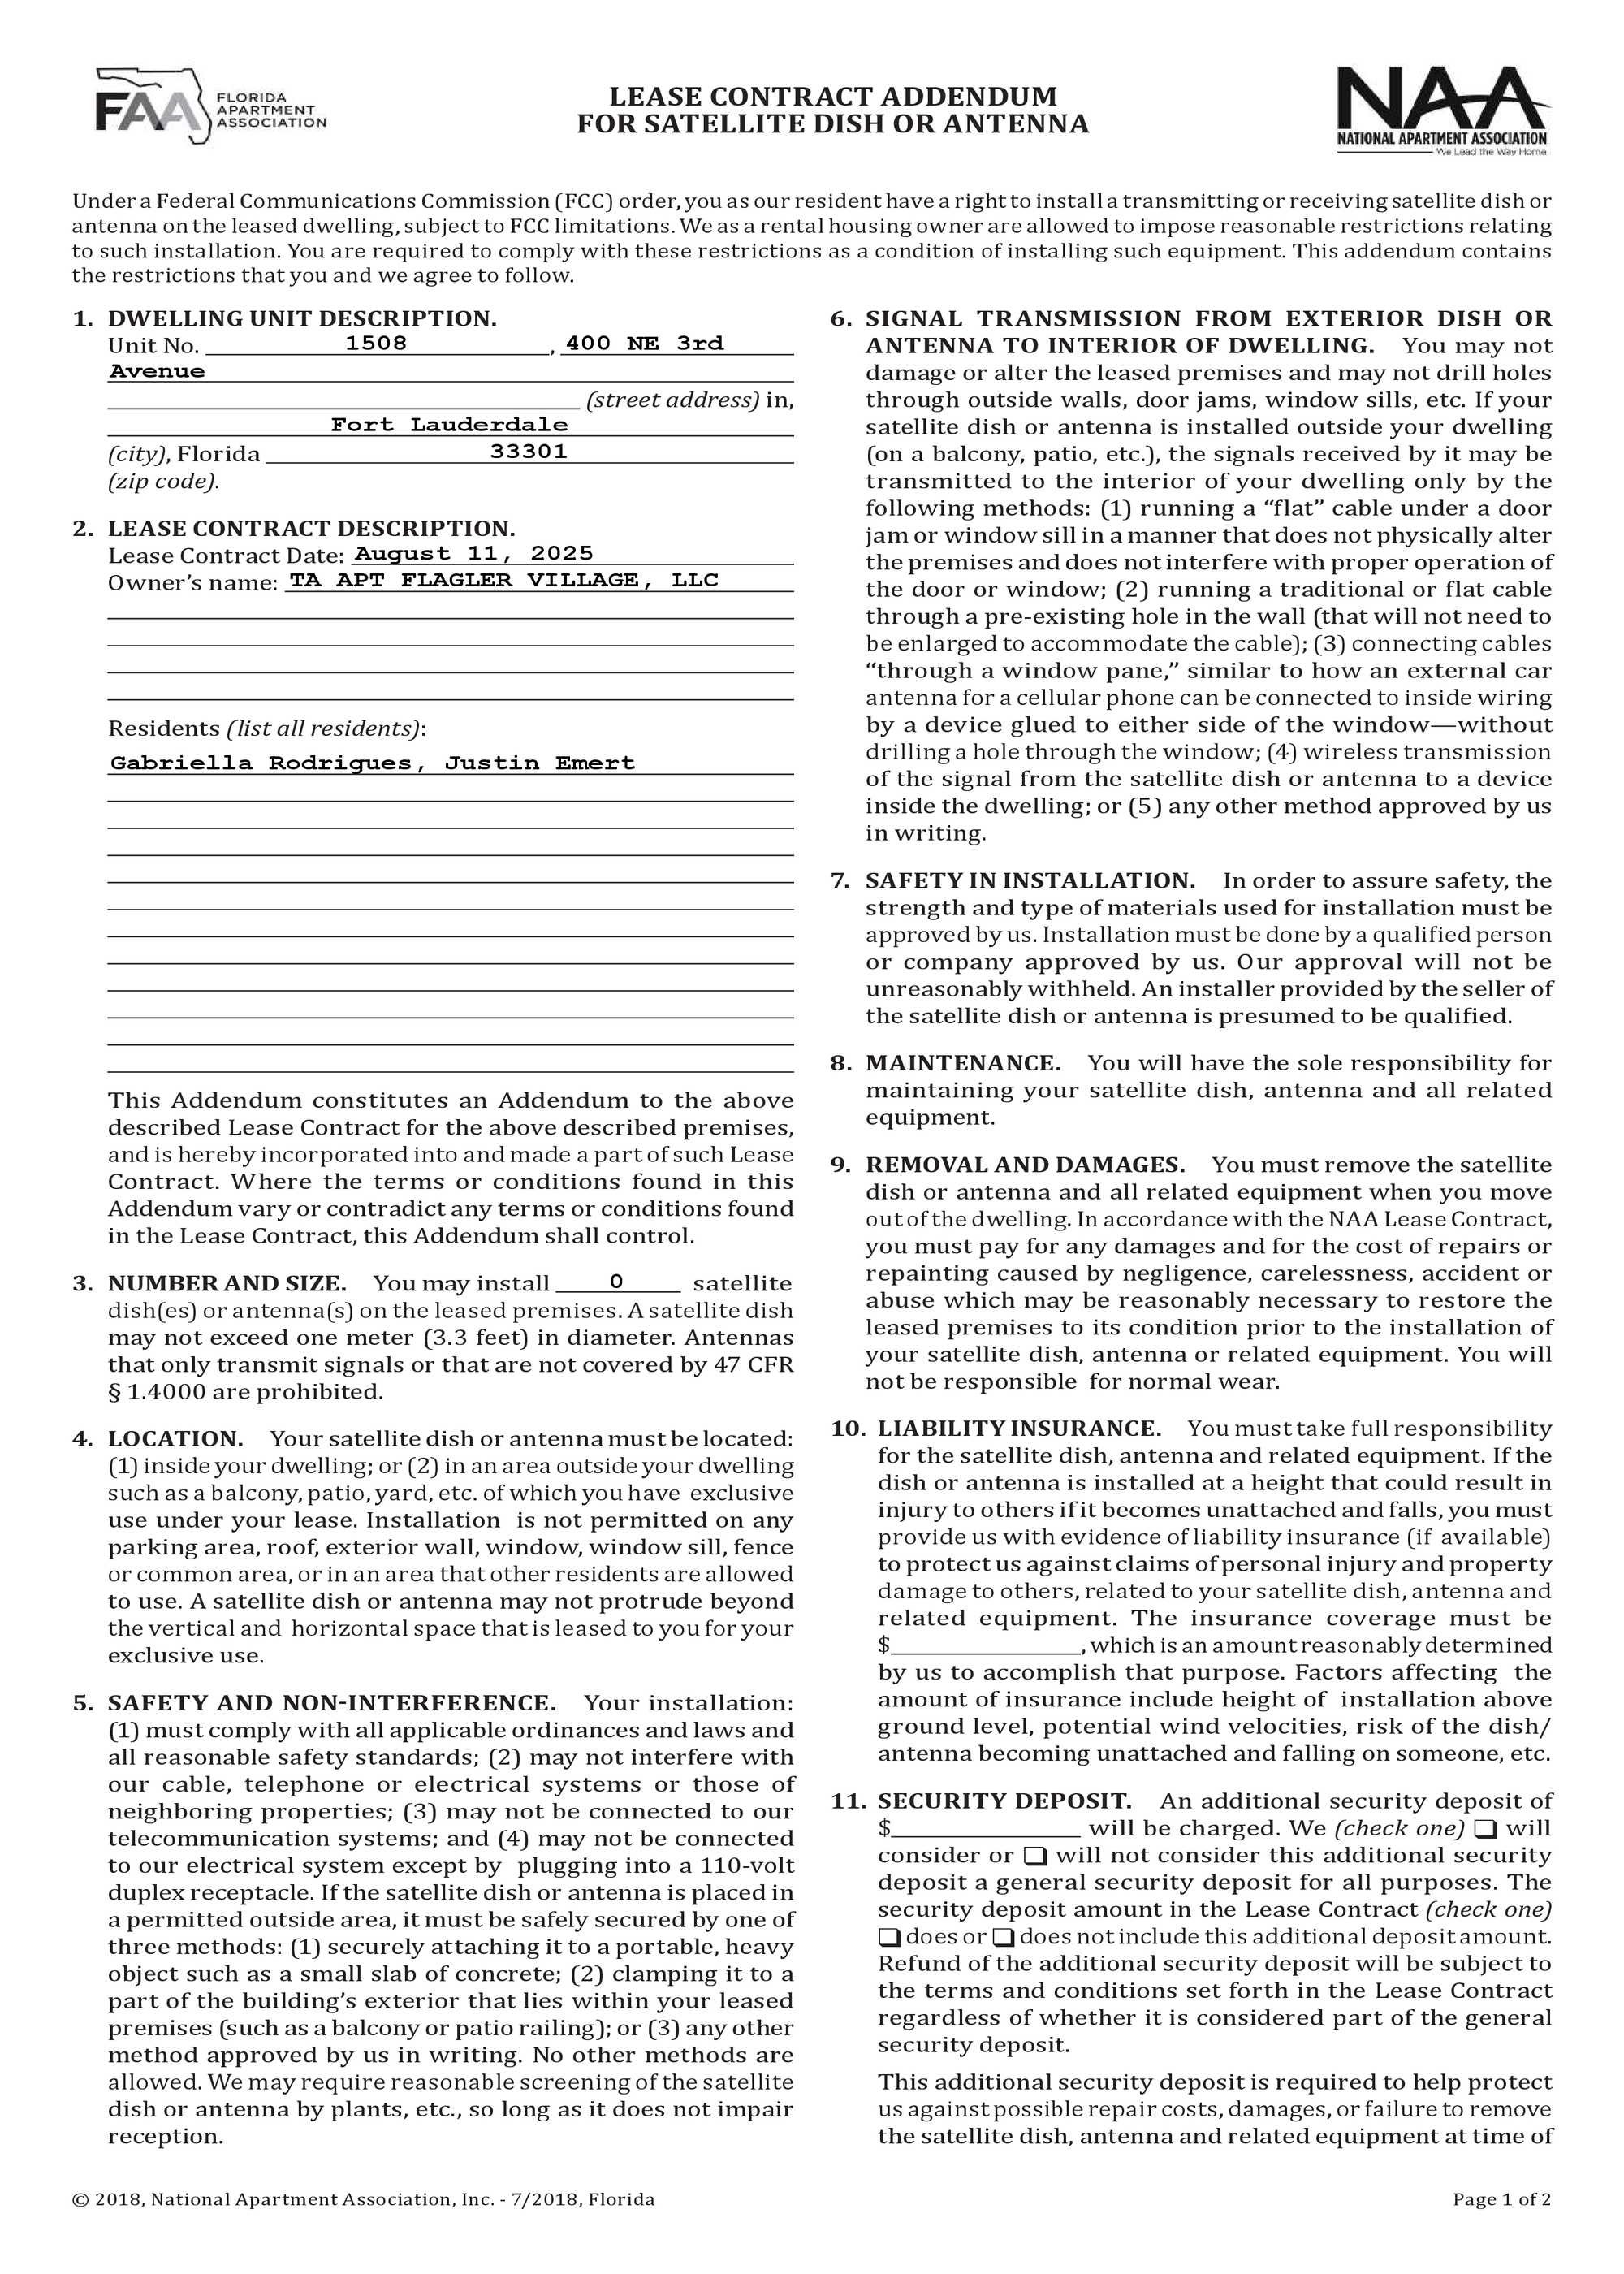 FAA FLORIDA
APARTMENT
ASSOCIATION
LEASE CONTRACT ADDENDUM
FOR SATELLITE DISH OR ANTENNA
NAA
NATIONAL APARTMENT ASSOCIATION
We Lead the Way Home
Under a Federal Communications Commission (FCC) order, you as our resident have a right to install a transmitting or receiving satellite dish or
antenna on the leased dwelling, subject to FCC limitations. We as a rental housing owner are allowed to impose reasonable restrictions relating
to such installation. You are required to comply with these restrictions as a condition of installing such equipment. This addendum contains
the restrictions that you and we agree to follow.
1. DWELLING UNIT DESCRIPTION.
Unit No. 1508, 400 NE 3rd
Avenue
(street address) in,
Fort Lauderdale
(city), Florida 33301
(zip code).
2. LEASE CONTRACT DESCRIPTION.
Lease Contract Date: August 11, 2025
Owner’s name: TA APT FLAGLER VILLAGE, LLC
Residents (list all residents):
Gabriella Rodrigues, Justin Emert
This Addendum constitutes an Addendum to the above
described Lease Contract for the above described premises,
and is hereby incorporated into and made a part of such Lease
Contract. Where the terms or conditions found in this
Addendum vary or contradict any terms or conditions found
in the Lease Contract, this Addendum shall control.
3. NUMBER AND SIZE. You may install 0 satellite
dish(es) or antenna(s) on the leased premises. A satellite dish
may not exceed one meter (3.3 feet) in diameter. Antennas
that only transmit signals or that are not covered by 47 CFR
§ 1.4000 are prohibited.
4. LOCATION. Your satellite dish or antenna must be located:
(1) inside your dwelling; or (2) in an area outside your dwelling
such as a balcony, patio, yard, etc. of which you have exclusive
use under your lease. Installation is not permitted on any
parking area, roof, exterior wall, window, window sill, fence
or common area, or in an area that other residents are allowed
to use. A satellite dish or antenna may not protrude beyond
the vertical and horizontal space that is leased to you for your
exclusive use.
5. SAFETY AND NON-INTERFERENCE. Your installation:
(1) must comply with all applicable ordinances and laws and
all reasonable safety standards; (2) may not interfere with
our cable, telephone or electrical systems or those of
neighboring properties; (3) may not be connected to our
telecommunication systems; and (4) may not be connected
to our electrical system except by plugging into a 110-volt
duplex receptacle. If the satellite dish or antenna is placed in
a permitted outside area, it must be safely secured by one of
three methods: (1) securely attaching it to a portable, heavy
object such as a small slab of concrete; (2) clamping it to a
part of the building’s exterior that lies within your leased
premises (such as a balcony or patio railing); or (3) any other
method approved by us in writing. No other methods are
allowed. We may require reasonable screening of the satellite
dish or antenna by plants, etc., so long as it does not impair
reception.
6. SIGNAL TRANSMISSION FROM EXTERIOR DISH OR
ANTENNA TO INTERIOR OF DWELLING. You may not
damage or alter the leased premises and may not drill holes
through outside walls, door jams, window sills, etc. If your
satellite dish or antenna is installed outside your dwelling
(on a balcony, patio, etc.), the signals received by it may be
transmitted to the interior of your dwelling only by the
following methods: (1) running a “flat” cable under a door
jam or window sill in a manner that does not physically alter
the premises and does not interfere with proper operation of
the door or window; (2) running a traditional or flat cable
through a pre-existing hole in the wall (that will not need to
be enlarged to accommodate the cable); (3) connecting cables
“through a window pane,” similar to how an external car
antenna for a cellular phone can be connected to inside wiring
by a device glued to either side of the window—without
drilling a hole through the window; (4) wireless transmission
of the signal from the satellite dish or antenna to a device
inside the dwelling; or (5) any other method approved by us
in writing.
7. SAFETY IN INSTALLATION. In order to assure safety, the
strength and type of materials used for installation must be
approved by us. Installation must be done by a qualified person
or company approved by us. Our approval will not be
unreasonably withheld. An installer provided by the seller of
the satellite dish or antenna is presumed to be qualified.
8. MAINTENANCE. You will have the sole responsibility for
maintaining your satellite dish, antenna and all related
equipment.
9. REMOVAL AND DAMAGES. You must remove the satellite
dish or antenna and all related equipment when you move
out of the dwelling. In accordance with the NAA Lease Contract,
you must pay for any damages and for the cost of repairs or
repainting caused by negligence, carelessness, accident or
abuse which may be reasonably necessary to restore the
leased premises to its condition prior to the installation of
your satellite dish, antenna or related equipment. You will
not be responsible for normal wear.
10. LIABILITY INSURANCE. You must take full responsibility
for the satellite dish, antenna and related equipment. If the
dish or antenna is installed at a height that could result in
injury to others if it becomes unattached and falls, you must
provide us with evidence of liability insurance (if available)
to protect us against claims of personal injury and property
damage to others, related to your satellite dish, antenna and
related equipment. The insurance coverage must be
$________________, which is an amount reasonably determined
by us to accomplish that purpose. Factors affecting the
amount of insurance include height of installation above
ground level, potential wind velocities, risk of the dish/
antenna becoming unattached and falling on someone, etc.
11. SECURITY DEPOSIT. An additional security deposit of
$________________ will be charged. We (check one) ❏ will
consider or ❏ will not consider this additional security
deposit a general security deposit for all purposes. The
security deposit amount in the Lease Contract (check one)
❏ does or ❏ does not include this additional deposit amount.
Refund of the additional security deposit will be subject to
the terms and conditions set forth in the Lease Contract
regardless of whether it is considered part of the general
security deposit.
This additional security deposit is required to help protect
us against possible repair costs, damages, or failure to remove
the satellite dish, antenna and related equipment at time of
© 2018, National Apartment Association, Inc. - 7/2018, Florida
Page 1 of 2